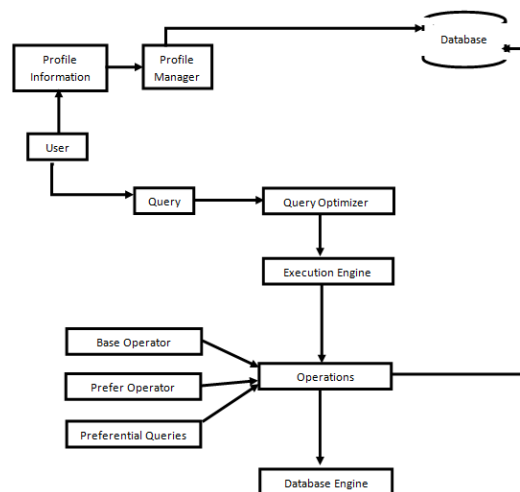 Database
Profile
Information
Profile
Manager
User
Query
Query Optimizer
Execution Engine
Base Operator
Prefer Operator
Operations
Preferential Queries
Database Engine